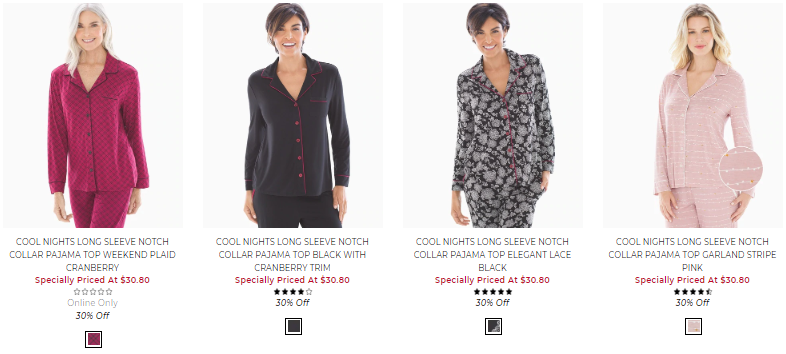 COOL NIGHTS LONG SLEEVE NOTCH
COLLAR PAJAMA TOP WEEKEND PLAID
CRANBERRY
Specially Priced At $30.80
Online Only
30% Off
COOL NIGHTS LONG SLEEVE NOTCH
COLLAR PAJAMA TOP BLACK WITH
CRANBERRY TRIM
Specially Priced At $30.80
30% Off
COOL NIGHTS LONG SLEEVE NOTCH
COLLAR PAJAMA TOP ELEGANT LACE
BLACK
Specially Priced At $30.80
30% Off
COOL NIGHTS LONG SLEEVE NOTCH
COLLAR PAJAMA TOP GARLAND STRIPE
PINK
Specially Priced At $30.80
30% Off